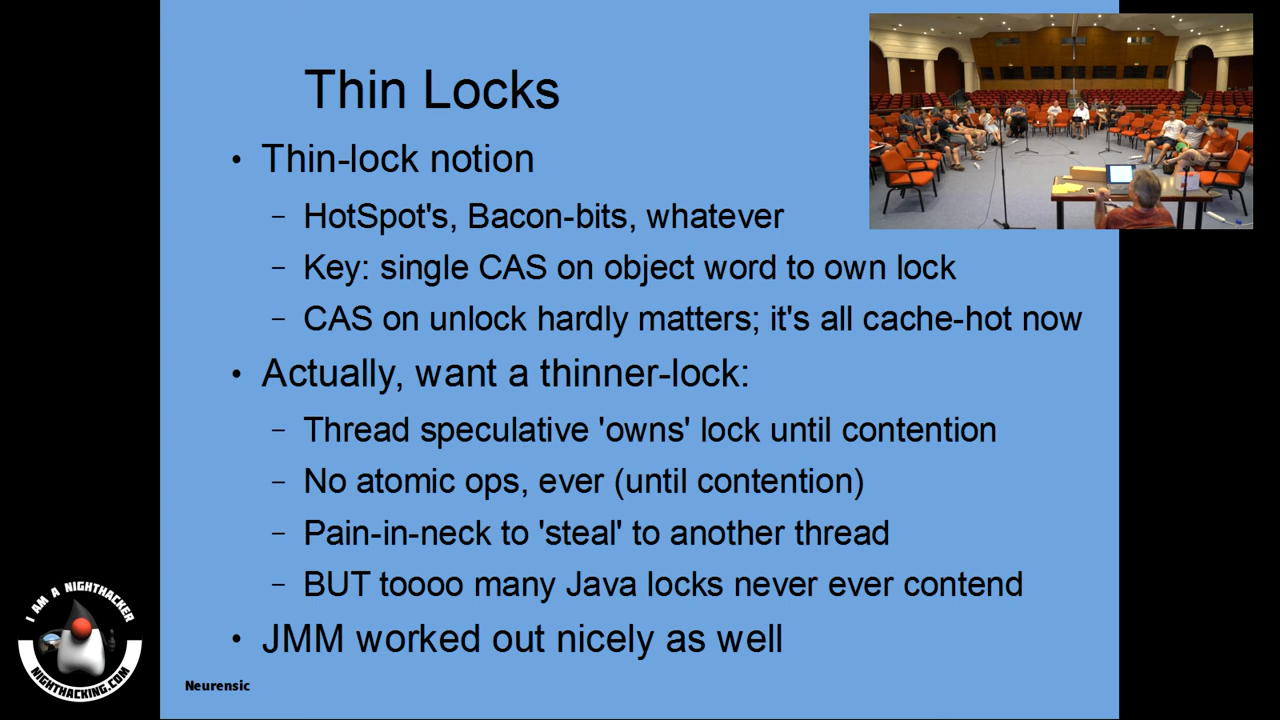 Thin Locks
• Thin-lock notion
– HotSpot's, Bacon-bits, whatever
– Key: single CAS on object word to own lock
– CAS on unlock hardly matters; it's all cache-hot now
• Actually, want a thinner-lock:
– Thread speculative 'owns' lock until contention
– No atomic ops, ever (until contention)
– Pain-in-neck to 'steal' to another thread
– BUT toooo many Java locks never ever contend
• JMM worked out nicely as well
Neurensic
I AM A NIGHTHACKER
NIGHTHACKING.COM